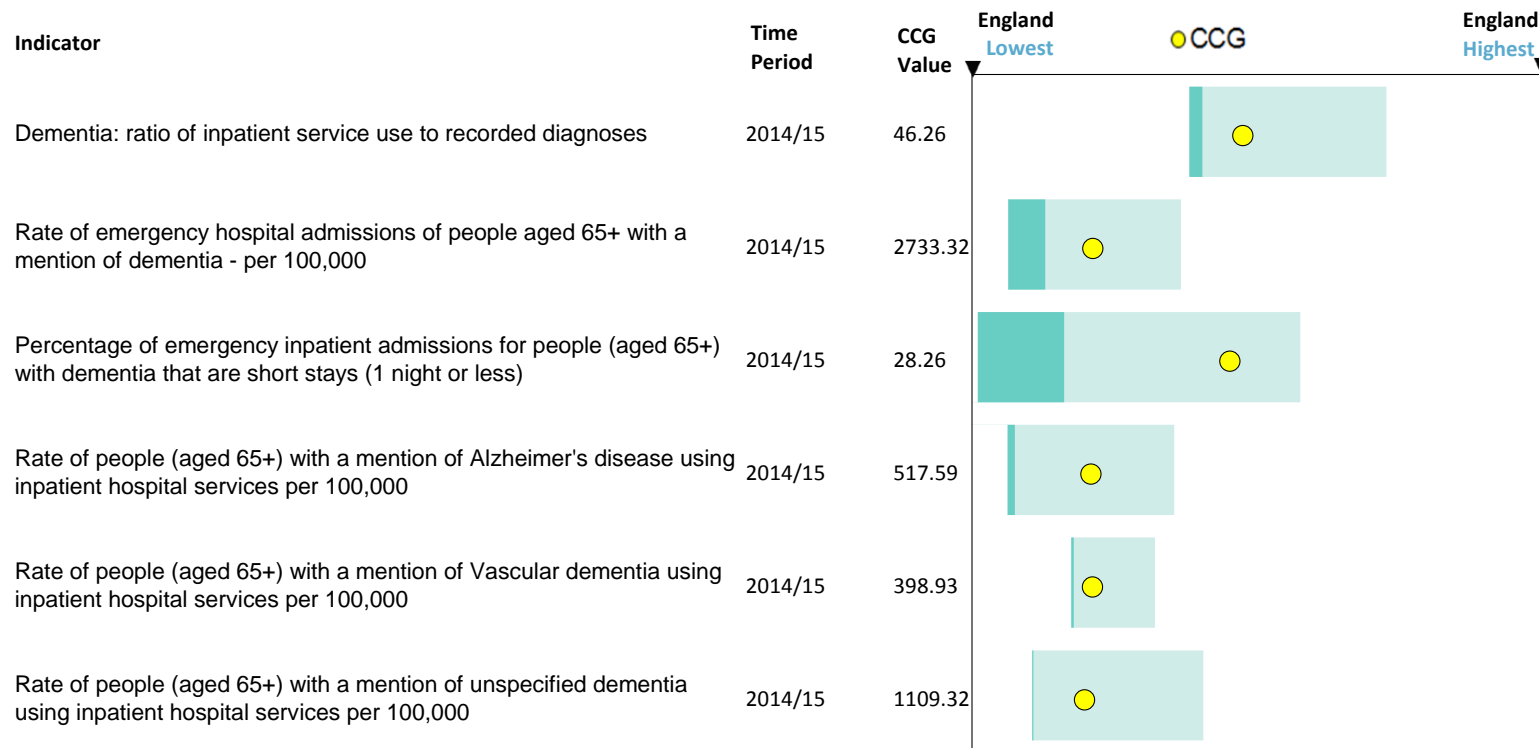 Indicator
Time
Period
CCG
Value
England
Lowest
CCG
England
Highest
Dementia: ratio of inpatient service use to recorded diagnoses
2014/15
46.26
Rate of emergency hospital admissions of people aged 65+ with a
mention of dementia - per 100,000
2014/15
2733.32
Percentage of emergency inpatient admissions for people (aged 65+)
with dementia that are short stays (1 night or less)
2014/15
28.26
Rate of people (aged 65+) with a mention of Alzheimer's disease using
inpatient hospital services per 100,000
2014/15
517.59
Rate of people (aged 65+) with a mention of Vascular dementia using
inpatient hospital services per 100,000
2014/15
398.93
Rate of people (aged 65+) with a mention of unspecified dementia
using inpatient hospital services per 100,000
2014/15
1109.32